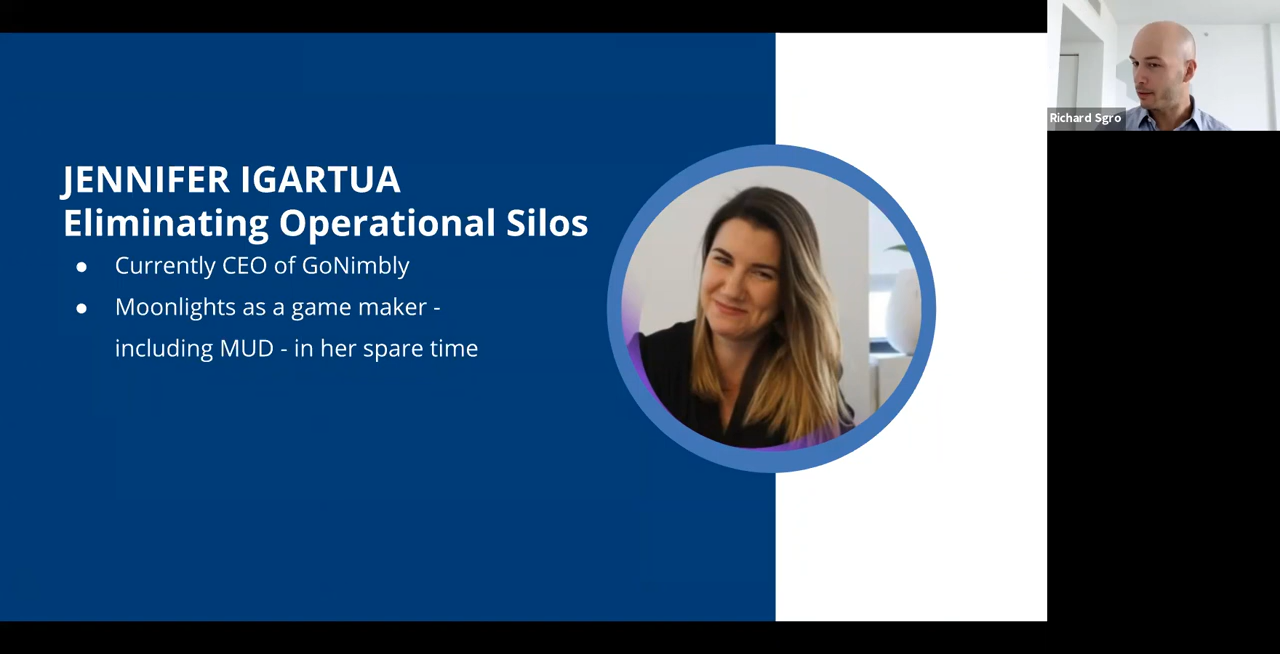 JENNIFER IGARTUA
Eliminating Operational Silos
● Currently CEO of GoNimbly
● Moonlights as a game maker -
including MUD - in her spare time
Richard Sgro